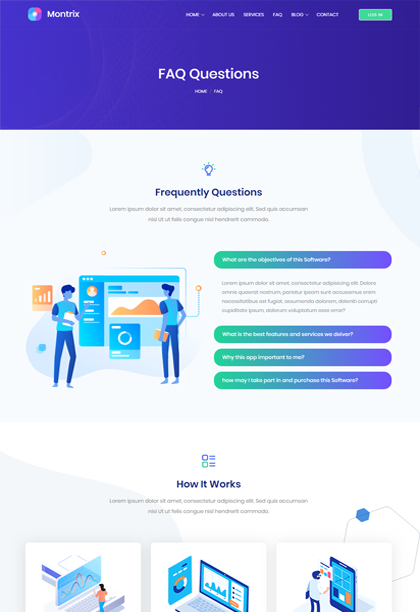 Montrix
HOME ABOUT US SERVICES FAQ BLOG CONTACT
LOG IN
FAQ Questions
HOME / FAQ
Frequently Questions
Lorem ipsum dolor sit amet, consectetur adipiscing elit. Sed quis accumsan
nisi Ut ut felis congue nisl hendrerit commodo.
What are the objectives of this Software?
Lorem ipsum dolor sit amet, consectetur adipiscing elit. Dolore
omnis quaerat nostrum, pariatur ipsam sunt accusamus enim
necessitatibus est fugiat, assumenda dolorem, deleniti corrupti
cupiditate ipsum, dolorum voluptatum esse error?
What is the best features and services we deiver?
Why this app important to me?
how may I take part in and purchase this Software?
How It Works
Lorem ipsum dolor sit amet, consectetur adipiscing elit. Sed quis accumsan
nisi Ut ut felis congue nisl hendrerit commodo.